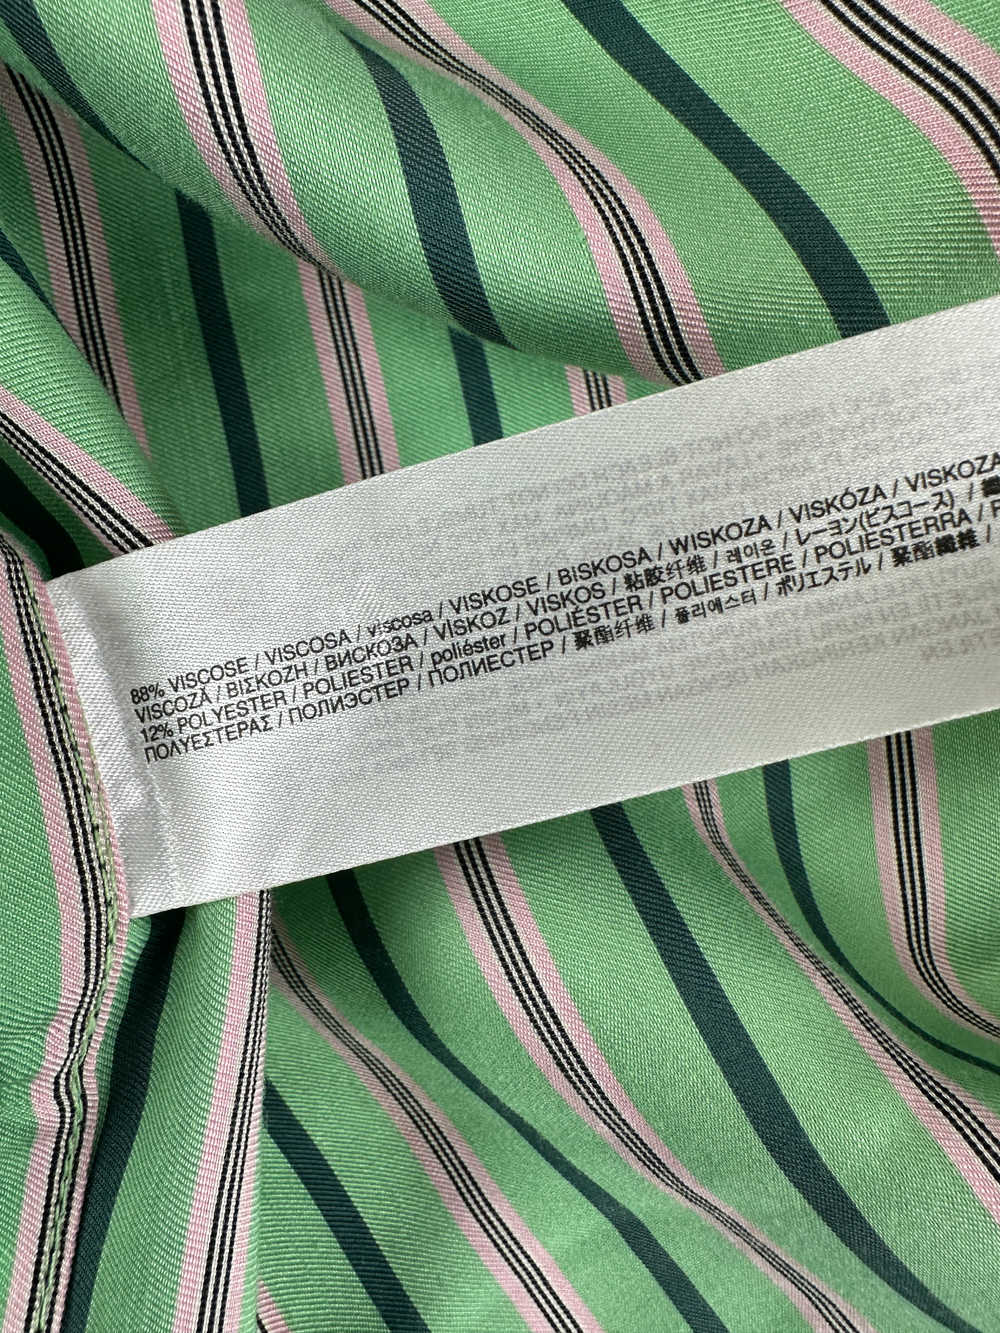 88% VISCOSE / VISCOSA / viscosa / VISKOSE / BISKOSA / WISKOZA / VISKÓZA / VISKOZA
VISCOZĂ / ΒΙΣΚΟΖΗ / ВИСКОЗА / VISKOZ / VISKOS / 粘胶纤维 / 레이온 / レーヨン(ビスコース) /
12% POLYESTER / POLIESTER / poliéster / POLIÉSTER / POLIESTERE / POLIESTERRA /
ΠΟΛΥΕΣΤΕΡΑΣ / ПОЛИЭСТЕР / ПОЛИЕСТЕР / 聚酯纤维 / 폴리에스터 / ポリエステル / 聚酯纖維 /